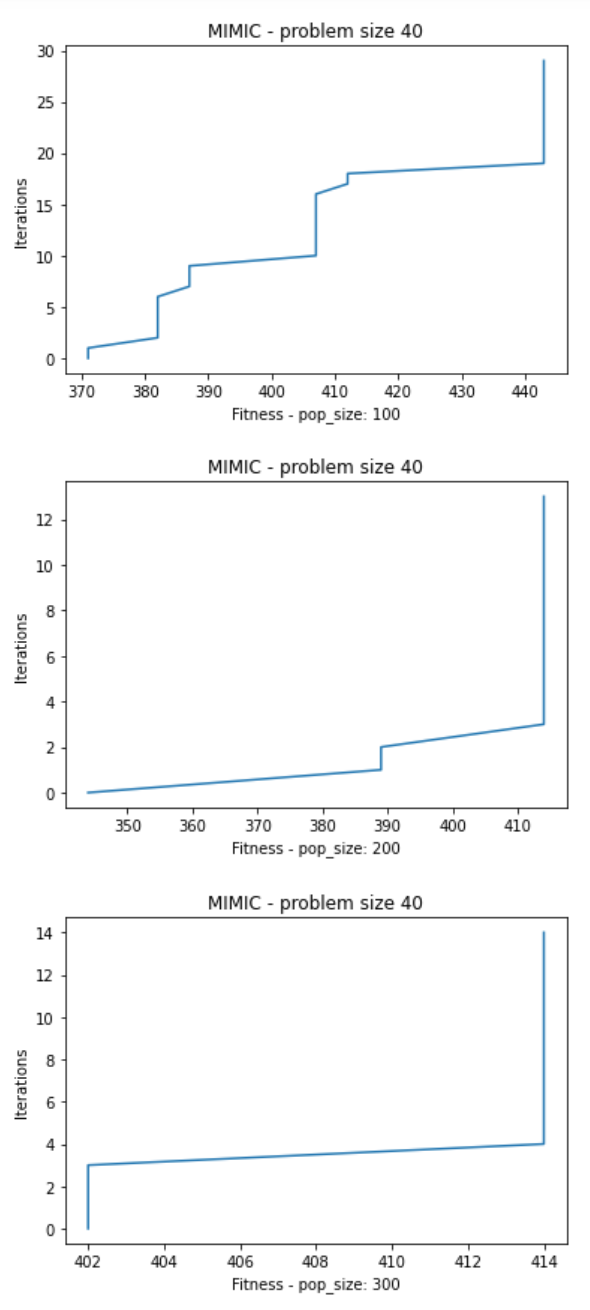 MIMIC - problem size 40
30
25
20
15
10
5
0
Iterations
370 380 390 400 410 420 430 440
Fitness - pop_size: 100
MIMIC - problem size 40
12
10
8
6
4
2
0
Iterations
350 360 370 380 390 400 410
Fitness - pop_size: 200
MIMIC - problem size 40
14
12
10
8
6
4
2
0
Iterations
402 404 406 408 410 412 414
Fitness - pop_size: 300